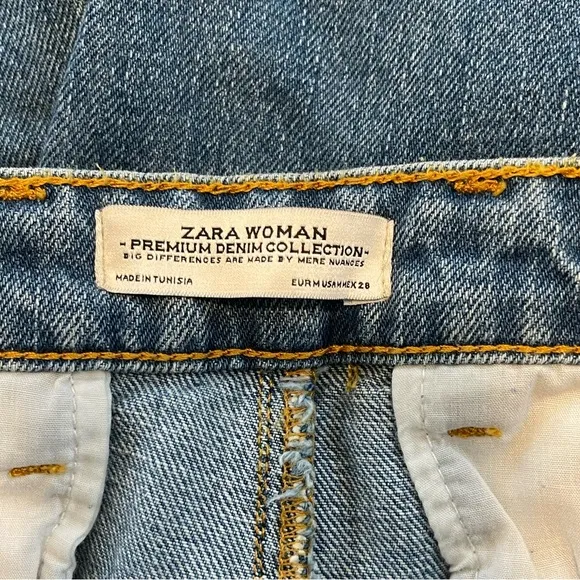 ZARA WOMAN
- PREMIUM DENIM COLLECTION -
BIG DIFFERENCES ARE MADE BY MERE NUANCES
MADE IN TUNISIA EUR M USA M MEX 28